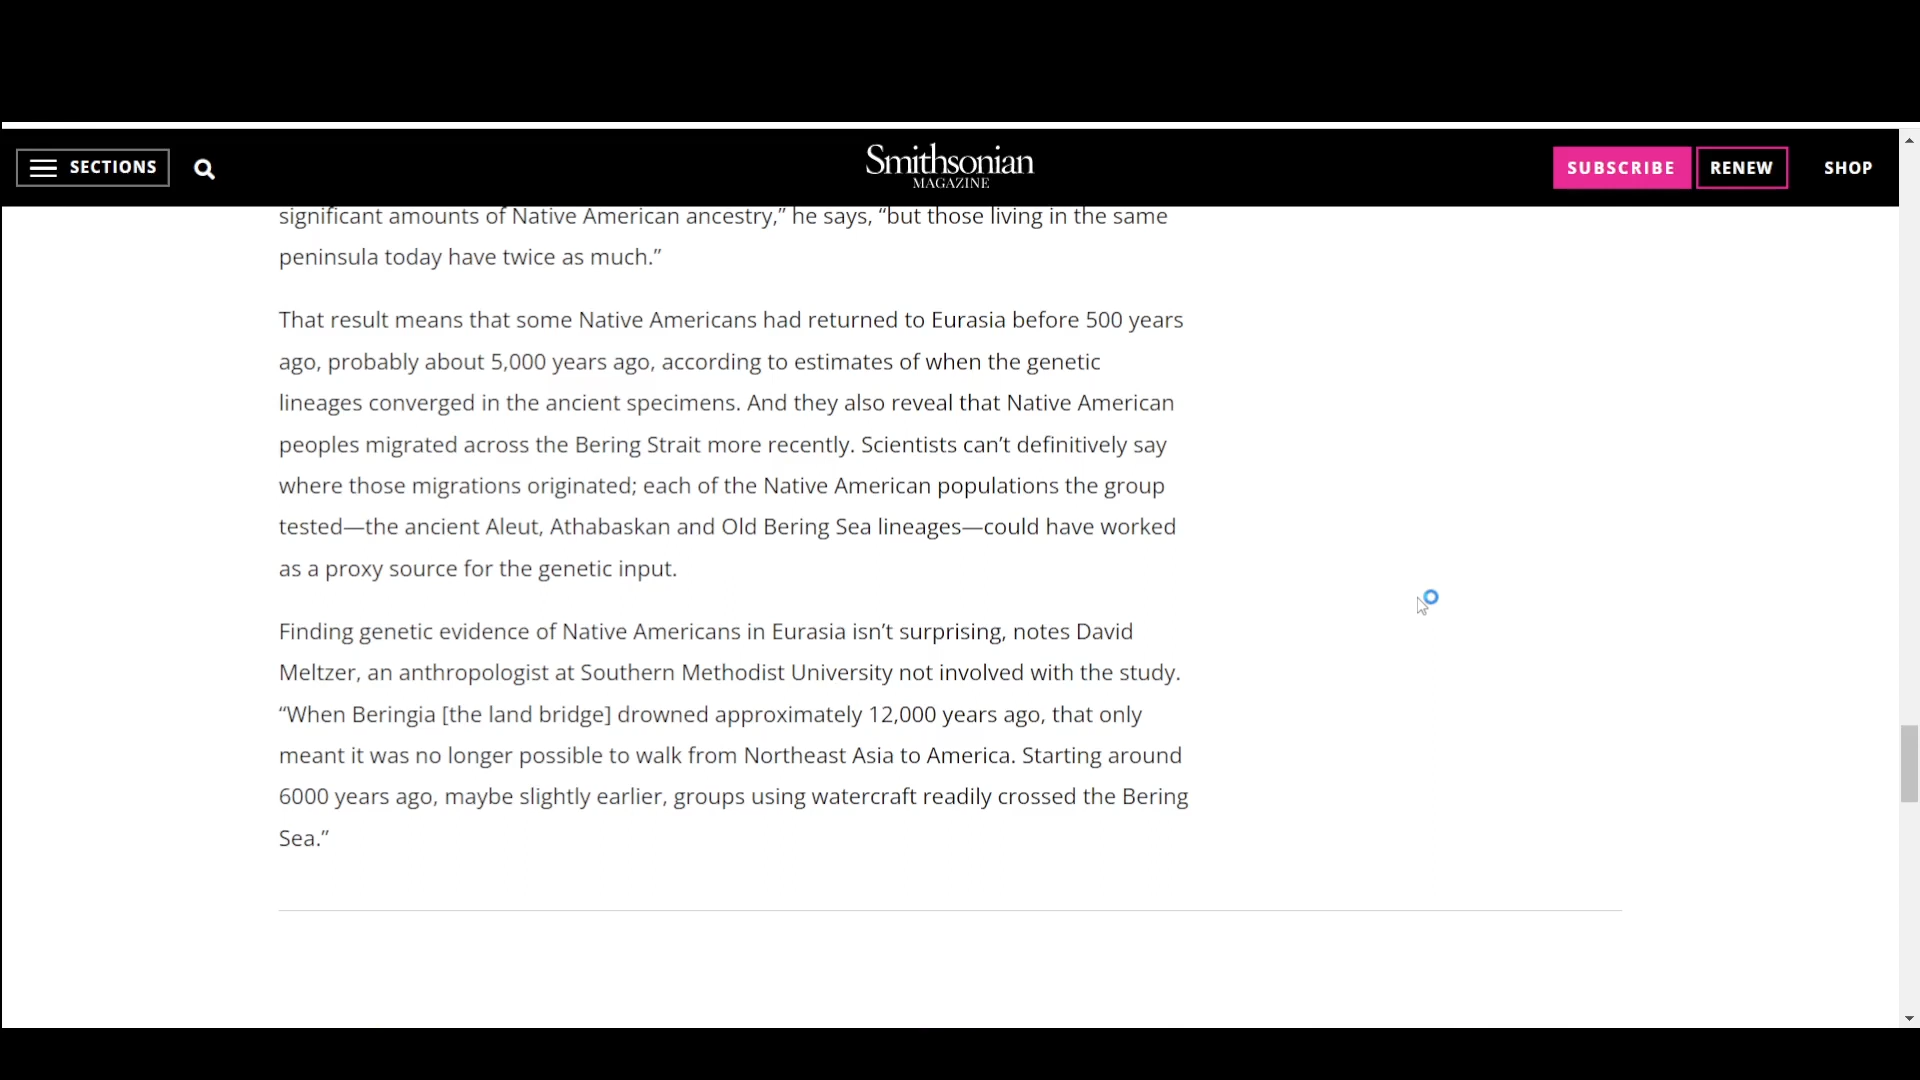 SECTIONS
Smithsonian
MAGAZINE
SUBSCRIBE
RENEW
SHOP
significant amounts of Native American ancestry,” he says, “but those living in the same
peninsula today have twice as much.”
That result means that some Native Americans had returned to Eurasia before 500 years
ago, probably about 5,000 years ago, according to estimates of when the genetic
lineages converged in the ancient specimens. And they also reveal that Native American
peoples migrated across the Bering Strait more recently. Scientists can’t definitively say
where those migrations originated; each of the Native American populations the group
tested—the ancient Aleut, Athabaskan and Old Bering Sea lineages—could have worked
as a proxy source for the genetic input.
Finding genetic evidence of Native Americans in Eurasia isn’t surprising, notes David
Meltzer, an anthropologist at Southern Methodist University not involved with the study.
“When Beringia [the land bridge] drowned approximately 12,000 years ago, that only
meant it was no longer possible to walk from Northeast Asia to America. Starting around
6000 years ago, maybe slightly earlier, groups using watercraft readily crossed the Bering
Sea.”